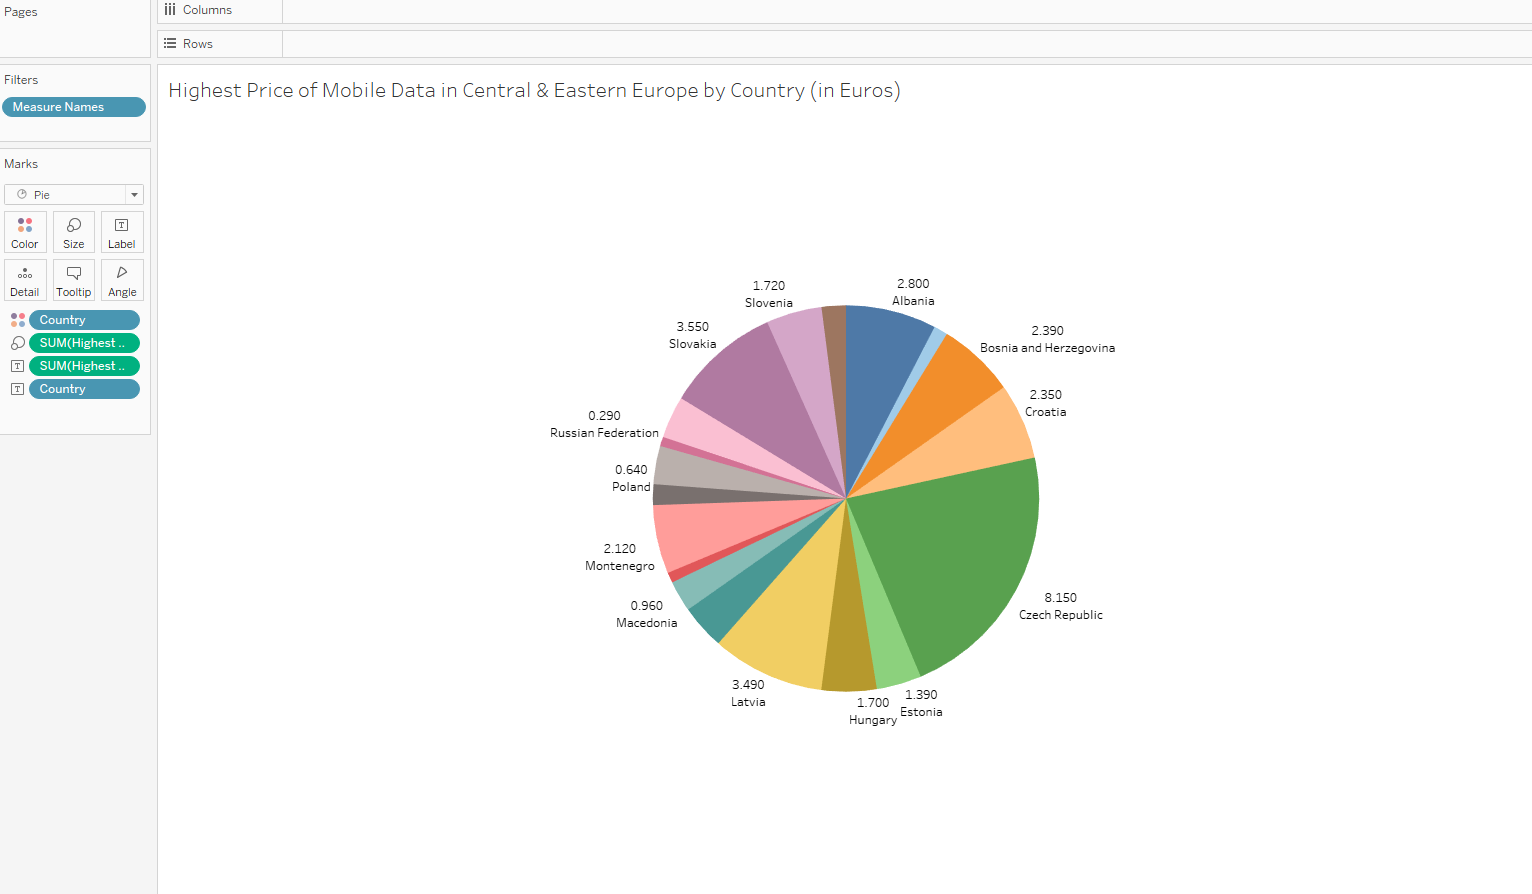 Pages
Columns
Rows
Filters
Measure Names
Marks
Pie
Color
Size
Label
Detail
Tooltip
Angle
Country
SUM(Highest ..
SUM(Highest ..
Country
Highest Price of Mobile Data in Central & Eastern Europe by Country (in Euros)
1.720
Slovenia
2.800
Albania
3.550
Slovakia
2.390
Bosnia and Herzegovina
2.350
Croatia
0.290
Russian Federation
0.640
Poland
2.120
Montenegro
8.150
Czech Republic
0.960
Macedonia
3.490
Latvia
1.700
Hungary
1.390
Estonia